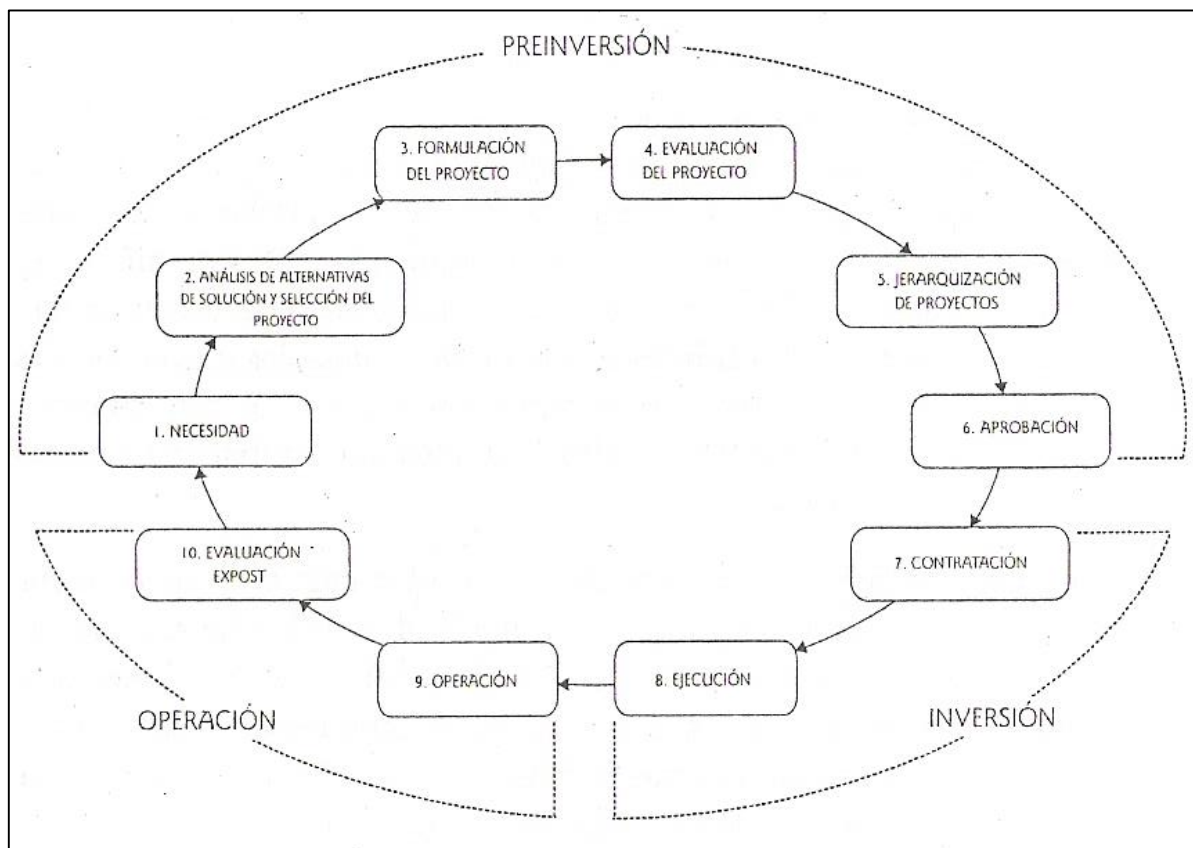 PREINVERSIÓN
3. FORMULACIÓN
DEL PROYECTO
4. EVALUACIÓN
DEL PROYECTO
2. ANÁLISIS DE ALTERNATIVAS
DE SOLUCIÓN Y SELECCIÓN DEL
PROYECTO
5. JERARQUIZACIÓN
DE PROYECTOS
1. NECESIDAD
6. APROBACIÓN
10. EVALUACIÓN
EXPOST
7. CONTRATACIÓN
9. OPERACIÓN
8. EJECUCIÓN
OPERACIÓN
INVERSIÓN